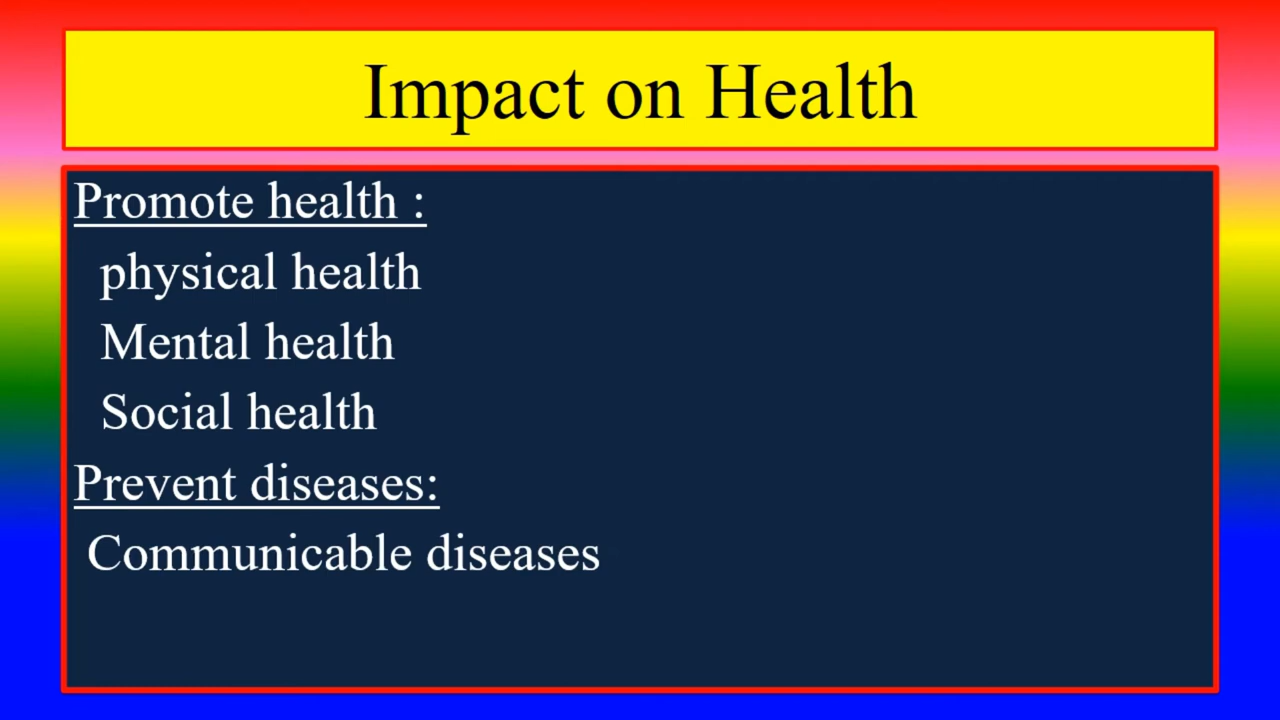 Impact on Health
Promote health :
physical health
Mental health
Social health
Prevent diseases:
Communicable diseases